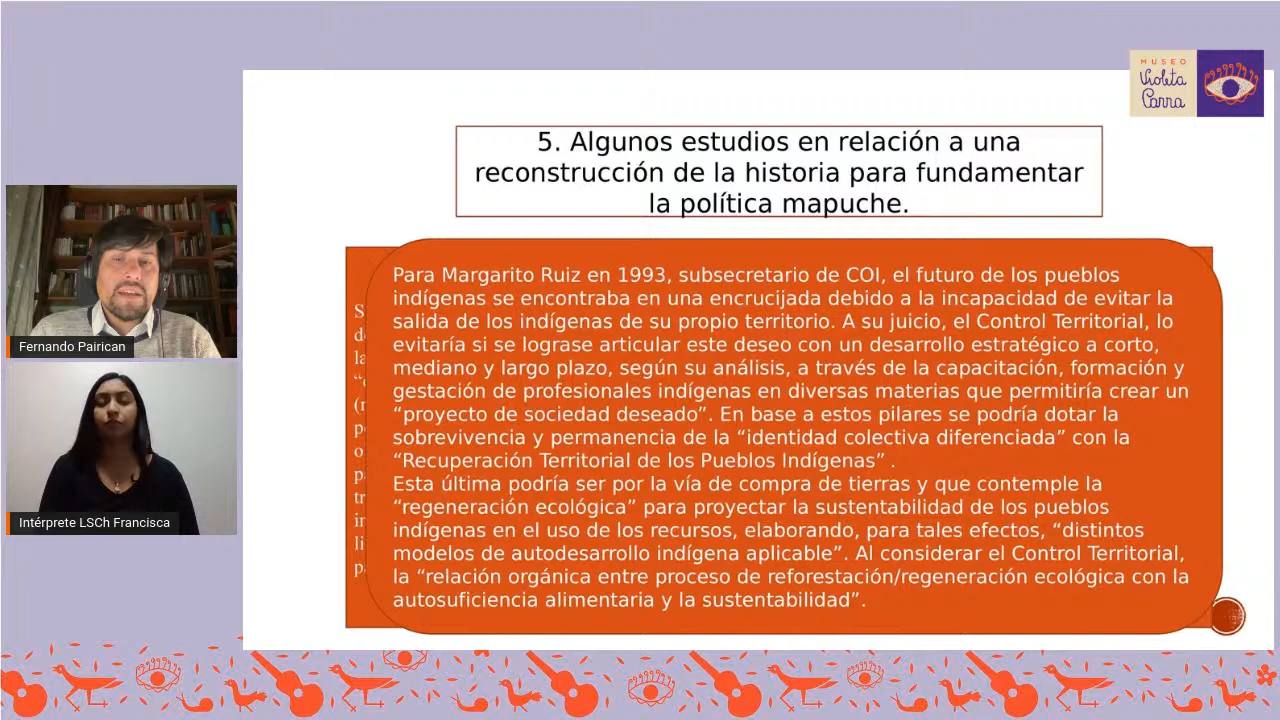 MUSEO
Violeta
Parra
5. Algunos estudios en relación a una
reconstrucción de la historia para fundamentar
la política mapuche.
Para Margarito Ruiz en 1993, subsecretario de COI, el futuro de los pueblos
indígenas se encontraba en una encrucijada debido a la incapacidad de evitar la
salida de los indígenas de su propio territorio. A su juicio, el Control Territorial, lo
evitaría si se lograse articular este deseo con un desarrollo estratégico a corto,
mediano y largo plazo, según su análisis, a través de la capacitación, formación y
gestación de profesionales indígenas en diversas materias que permitiría crear un
“proyecto de sociedad deseado”. En base a estos pilares se podría dotar la
sobrevivencia y permanencia de la “identidad colectiva diferenciada” con la
“Recuperación Territorial de los Pueblos Indígenas” .
Esta última podría ser por la vía de compra de tierras y que contemple la
“regeneración ecológica” para proyectar la sustentabilidad de los pueblos
indígenas en el uso de los recursos, elaborando, para tales efectos, “distintos
modelos de autodesarrollo indígena aplicable”. Al considerar el Control Territorial,
la “relación orgánica entre proceso de reforestación/regeneración ecológica con la
autosuficiencia alimentaria y la sustentabilidad”.
Fernando Pairican
Intérprete LSCh Francisca